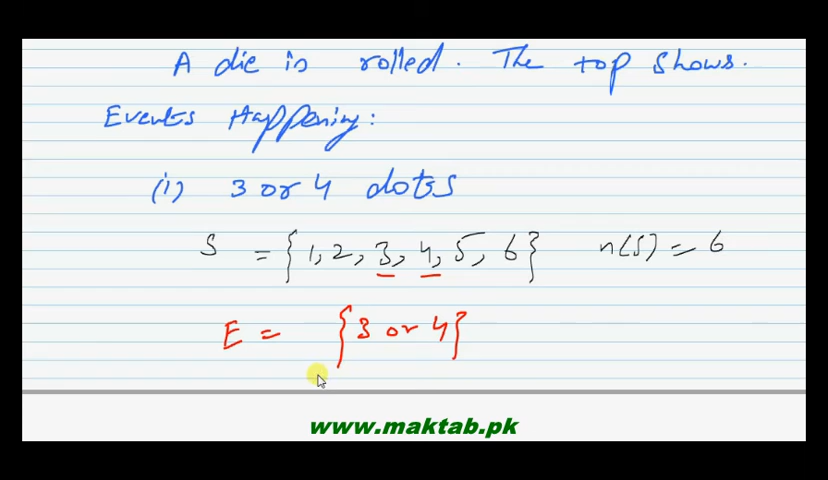 A die is rolled. The top shows.
Events Happening:
(i) 3 or 4 dots
S = {1, 2, 3, 4, 5, 6} n(S) = 6
E = {3 or 4}
www.maktab.pk